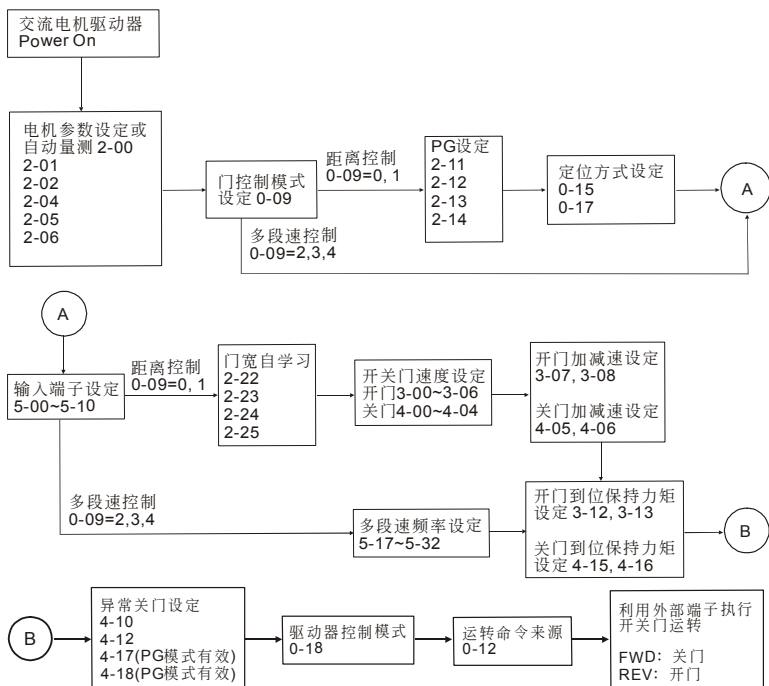 交流电机驱动器
Power On
电机参数设定或
自动量测 2-00
2-01
2-02
2-04
2-05
2-06
门控制模式
设定 0-09
距离控制
0-09=0, 1
多段速控制
0-09=2,3,4
PG设定
2-11
2-12
2-13
2-14
定位方式设定
0-15
0-17
A
A
输入端子设定
5-00~5-10
距离控制
0-09=0, 1
门宽自学习
2-22
2-23
2-24
2-25
开关门速度设定
开门3-00~3-06
关门4-00~4-04
开门加减速设定
3-07, 3-08
关门加减速设定
4-05, 4-06
多段速控制
0-09=2,3,4
多段速频率设定
5-17~5-32
开门到位保持力矩
设定 3-12, 3-13
关门到位保持力矩
设定 4-15, 4-16
B
B
异常关门设定
4-10
4-12
4-17(PG模式有效)
4-18(PG模式有效)
驱动器控制模式
0-18
运转命令来源
0-12
利用外部端子执行
开关门运转
FWD: 关门
REV: 开门